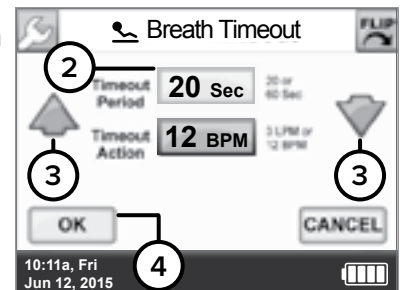 Breath Timeout
FLIP
2
Timeout Period
20 Sec
20 or 60 Sec
Timeout Action
12 BPM
3 LPM or 12 BPM
3
3
OK
CANCEL
4
10:11a, Fri
Jun 12, 2015